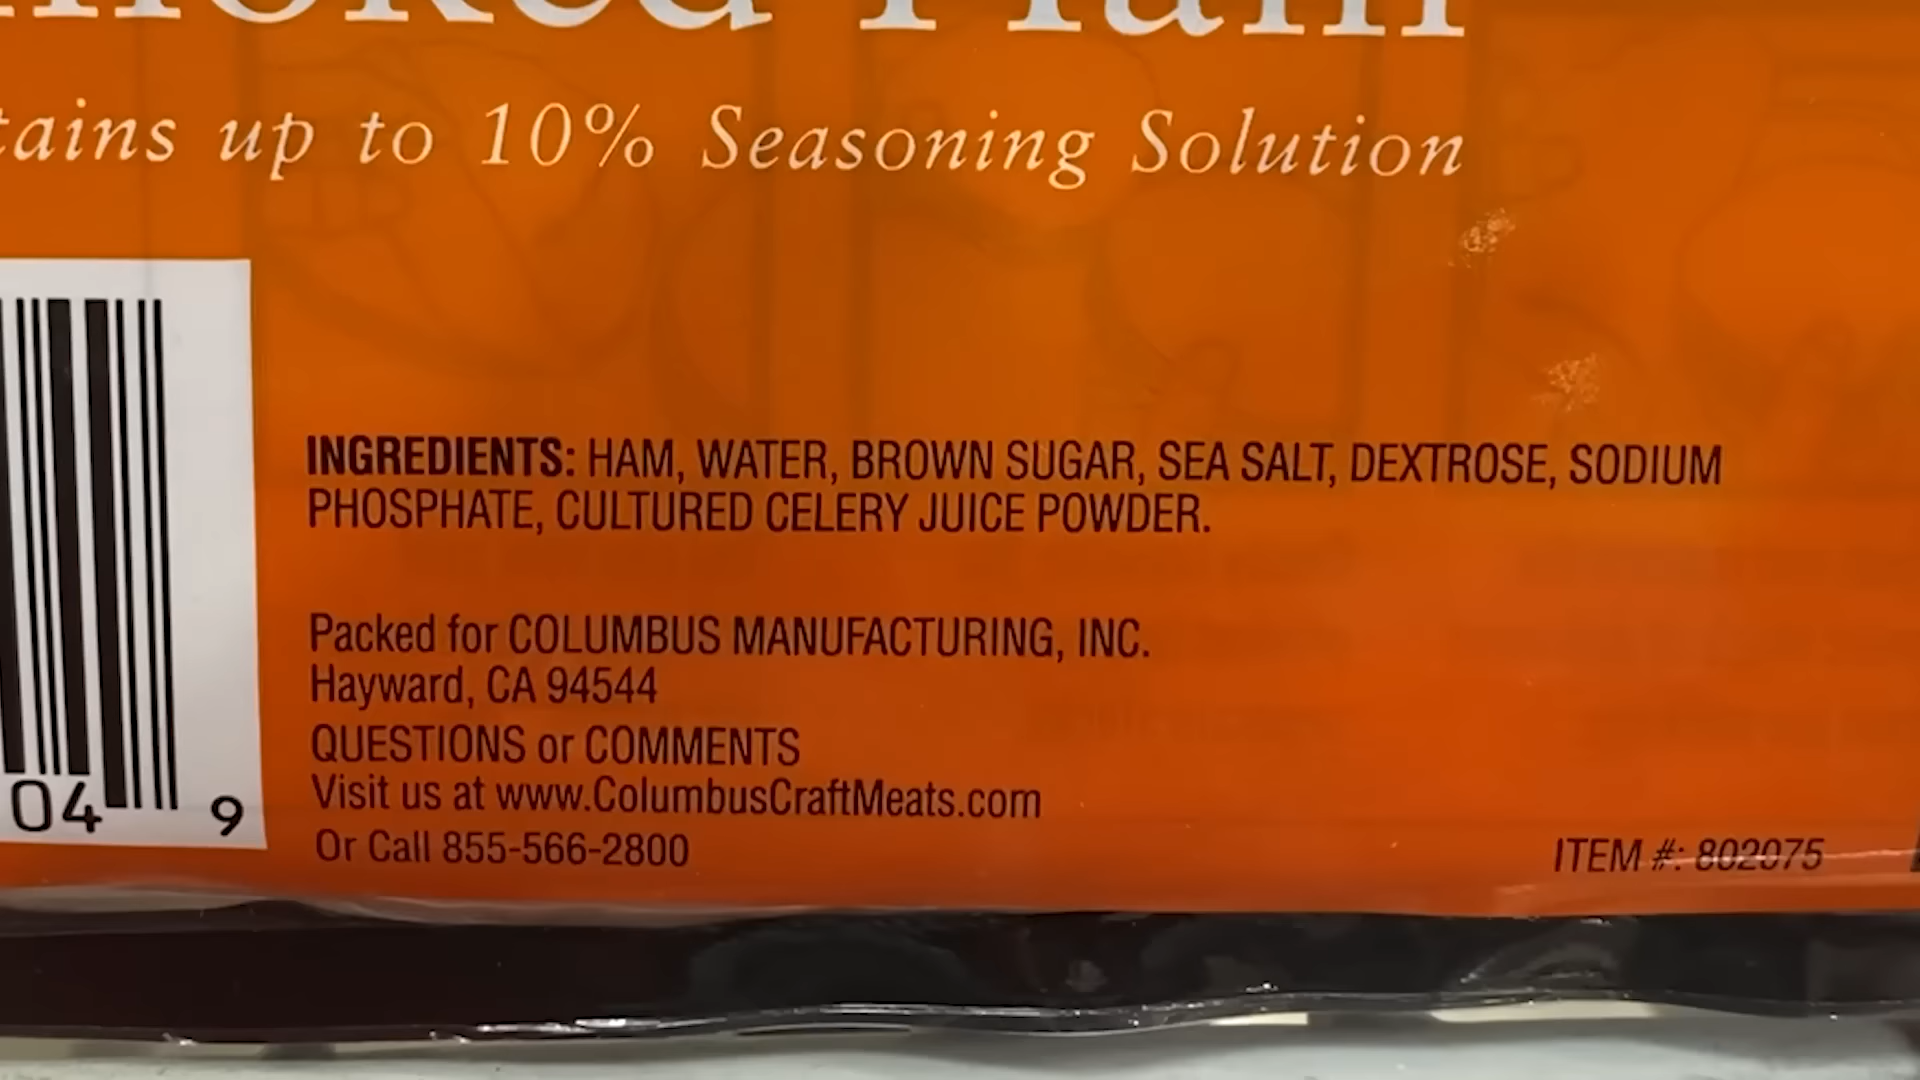 up to 10% Seasoning Solution
INGREDIENTS: HAM, WATER, BROWN SUGAR, SEA SALT, DEXTROSE, SODIUM
PHOSPHATE, CULTURED CELERY JUICE POWDER.
Packed for COLUMBUS MANUFACTURING, INC.
Hayward, CA 94544
QUESTIONS or COMMENTS
Visit us at www.ColumbusCraftMeats.com
04 9
Or Call 855-566-2800
ITEM #: 802075